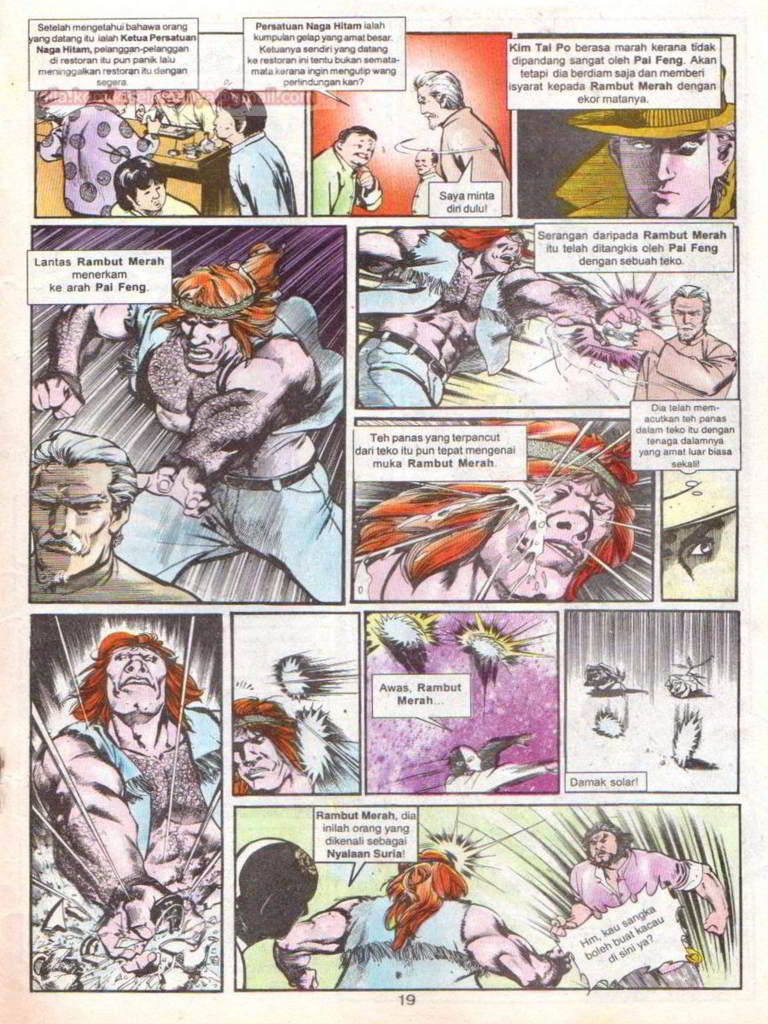 Setelah mengetahui bahawa orang
yang datang itu ialah Ketua Persatuan
Naga Hitam, pelanggan-pelanggan
di restoran itu pun panik lalu
meninggalkan restoran itu dengan
segera.
Persatuan Naga Hitam ialah
kumpulan gelap yang amat besar.
Ketuanya sendiri yang datang
ke restoran ini tentu bukan semata-
mata kerana ingin mengutip wang
perlindungan kan?
Saya minta
diri dulu!
Kim Tai Po berasa marah kerana tidak
dipandang sangat oleh Pai Feng. Akan
tetapi dia berdiam saja dan memberi
isyarat kepada Rambut Merah dengan
ekor matanya.
Lantas Rambut Merah
menerkam
ke arah Pai Feng.
Serangan daripada Rambut Merah
itu telah ditangkis oleh Pai Feng
dengan sebuah teko.
Teh panas yang terpancut
dari teko itu pun tepat mengenai
muka Rambut Merah.
Dia telah mem-
acutkan teh panas
dalam teko itu dengan
tenaga dalamnya
yang amat luar biasa
sekali!
Awas, Rambut
Merah...
Damak solar!
Rambut Merah, dia
inilah orang yang
dikenali sebagai
Nyalaan Suria!
Hm, kau sangka
boleh buat kacau
di sini ya?
19